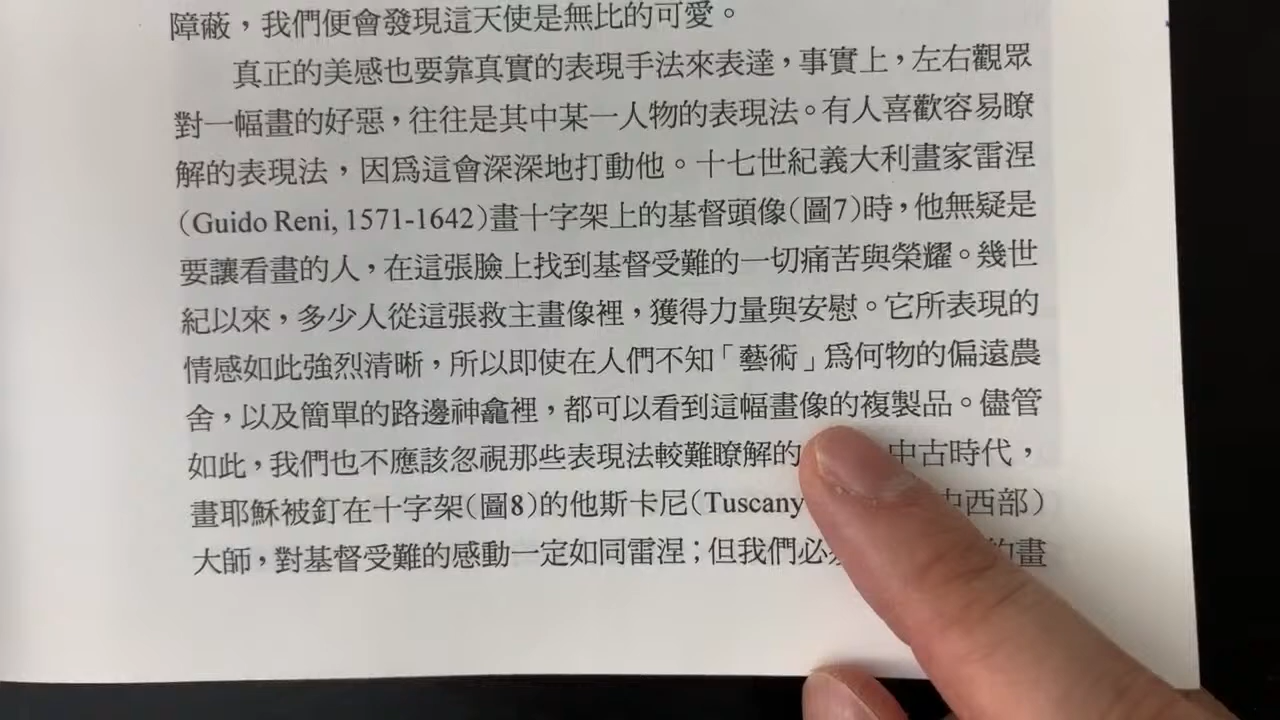 障蔽，我們便會發現這天使是無比的可愛。
真正的美感也要靠真實的表現手法來表達，事實上，左右觀眾
對一幅畫的好惡，往往是其中某一人物的表現法。有人喜歡容易瞭
解的表現法，因爲這會深深地打動他。十七世紀義大利畫家雷涅
（Guido Reni, 1571-1642）畫十字架上的基督頭像（圖7）時，他無疑是
要讓看畫的人，在這張臉上找到基督受難的一切痛苦與榮耀。幾世
紀以來，多少人從這張救主畫像裡，獲得力量與安慰。它所表現的
情感如此強烈清晰，所以即使在人們不知「藝術」爲何物的偏遠農
舍，以及簡單的路邊神龕裡，都可以看到這幅畫像的複製品。儘管
如此，我們也不應該忽視那些表現法較難瞭解的 中古時代，
畫耶穌被釘在十字架（圖8）的他斯卡尼（Tuscany 中西部）
大師，對基督受難的感動一定如同雷涅；但我們必 的畫